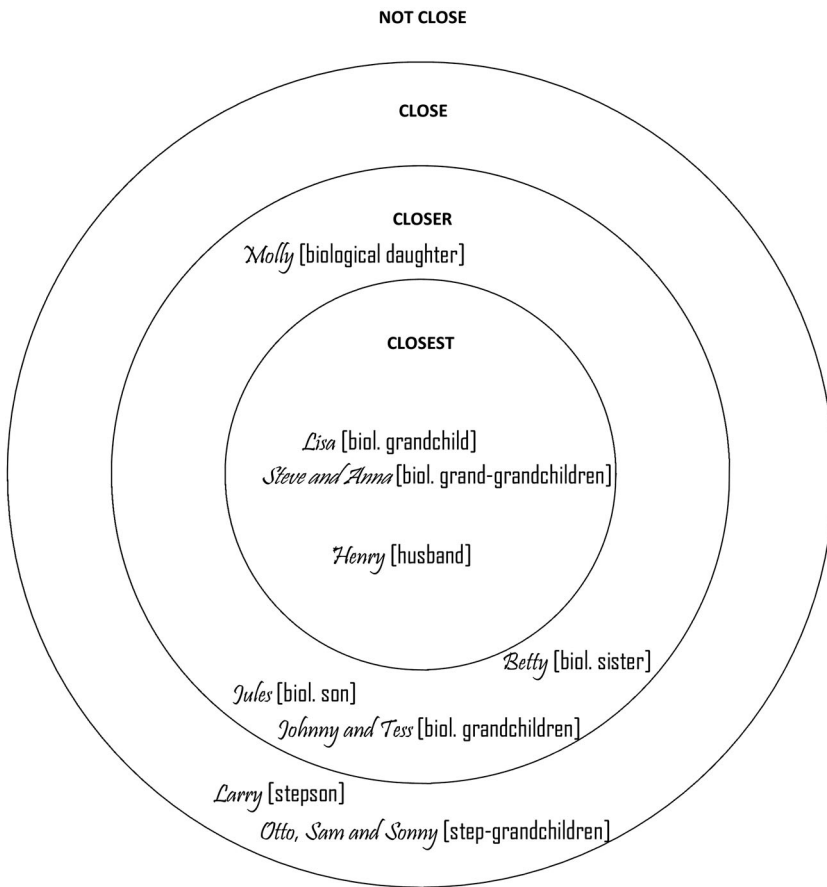 NOT CLOSE
CLOSE
CLOSER
Molly [biological daughter]
CLOSEST
Lisa [biol. grandchild]
Steve and Anna [biol. grand-grandchildren]
Henry [husband]
Betty [biol. sister]
Jules [biol. son]
Johnny and Tess [biol. grandchildren]
Larry [stepson]
Otto, Sam and Sonny [step-grandchildren]